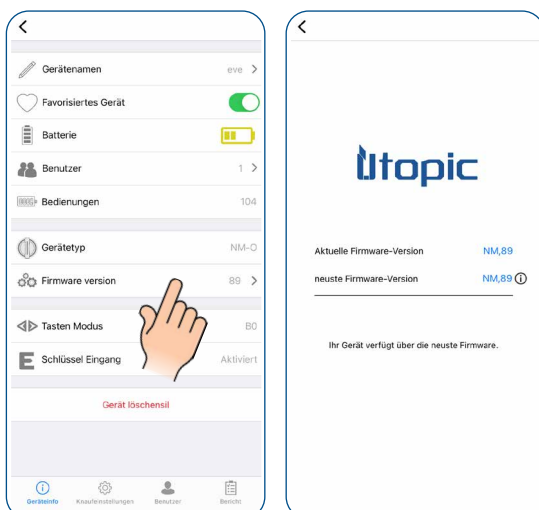 Gerätenamen eve >
Favorisiertes Gerät
Batterie
Benutzer 1 >
Bedienungen 104
Gerätetyp NM-O
Firmware version 89 >
Tasten Modus B0
E Schlüssel Eingang Aktiviert
Gerät löschensil
Geräteinfo Knaufeinstellungen Benutzer Bericht
Utopic
Aktuelle Firmware-Version NM,89
neuste Firmware-Version NM,89
Ihr Gerät verfügt über die neuste Firmware.